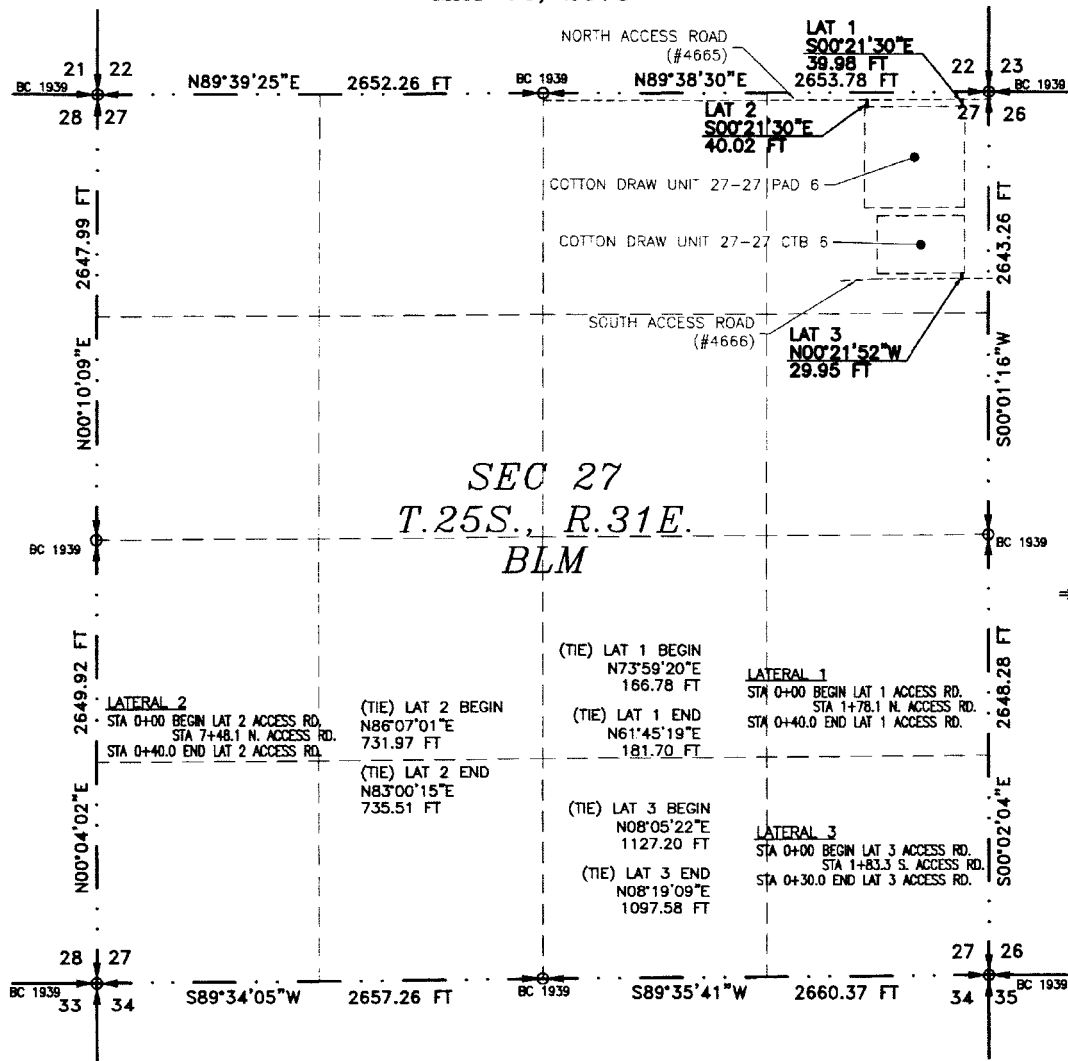 NORTH ACCESS ROAD
(#4665)
LAT 1
S00°21'30"E
39.98 FT
21 22
BC 1939
28 27
N89°39'25"E 2652.26 FT
BC 1939
N89°38'30"E 2653.78 FT
22 23
BC 1939
27 26
LAT 2
S00°21'30"E
40.02 FT
COTTON DRAW UNIT 27-27 PAD 6
COTTON DRAW UNIT 27-27 CTB 6
2647.99 FT
N00°10'09"E
2643.26 FT
S00°01'16"W
SOUTH ACCESS ROAD
(#4666)
LAT 3
N00°21'52"W
29.95 FT
SEC 27
T.25S., R.31E.
BLM
BC 1939
BC 1939
2649.92 FT
N00°04'02"E
2648.28 FT
S00°02'04"E
LATERAL 2
STA 0+00 BEGIN LAT 2 ACCESS RD.
STA 7+48.1 N. ACCESS RD.
STA 0+40.0 END LAT 2 ACCESS RD.
(TIE) LAT 2 BEGIN
N86°07'01"E
731.97 FT
(TIE) LAT 2 END
N83°00'15"E
735.51 FT
(TIE) LAT 1 BEGIN
N73°59'20"E
166.78 FT
(TIE) LAT 1 END
N61°45'19"E
181.70 FT
LATERAL 1
STA 0+00 BEGIN LAT 1 ACCESS RD.
STA 1+78.1 N. ACCESS RD.
STA 0+40.0 END LAT 1 ACCESS RD.
(TIE) LAT 3 BEGIN
N08°05'22"E
1127.20 FT
(TIE) LAT 3 END
N08°19'09"E
1097.58 FT
LATERAL 3
STA 0+00 BEGIN LAT 3 ACCESS RD.
STA 1+83.3 S. ACCESS RD.
STA 0+30.0 END LAT 3 ACCESS RD.
28 27
BC 1939
33 34
S89°34'05"W 2657.26 FT
BC 1939
S89°35'41"W 2660.37 FT
27 26
BC 1939
34 35